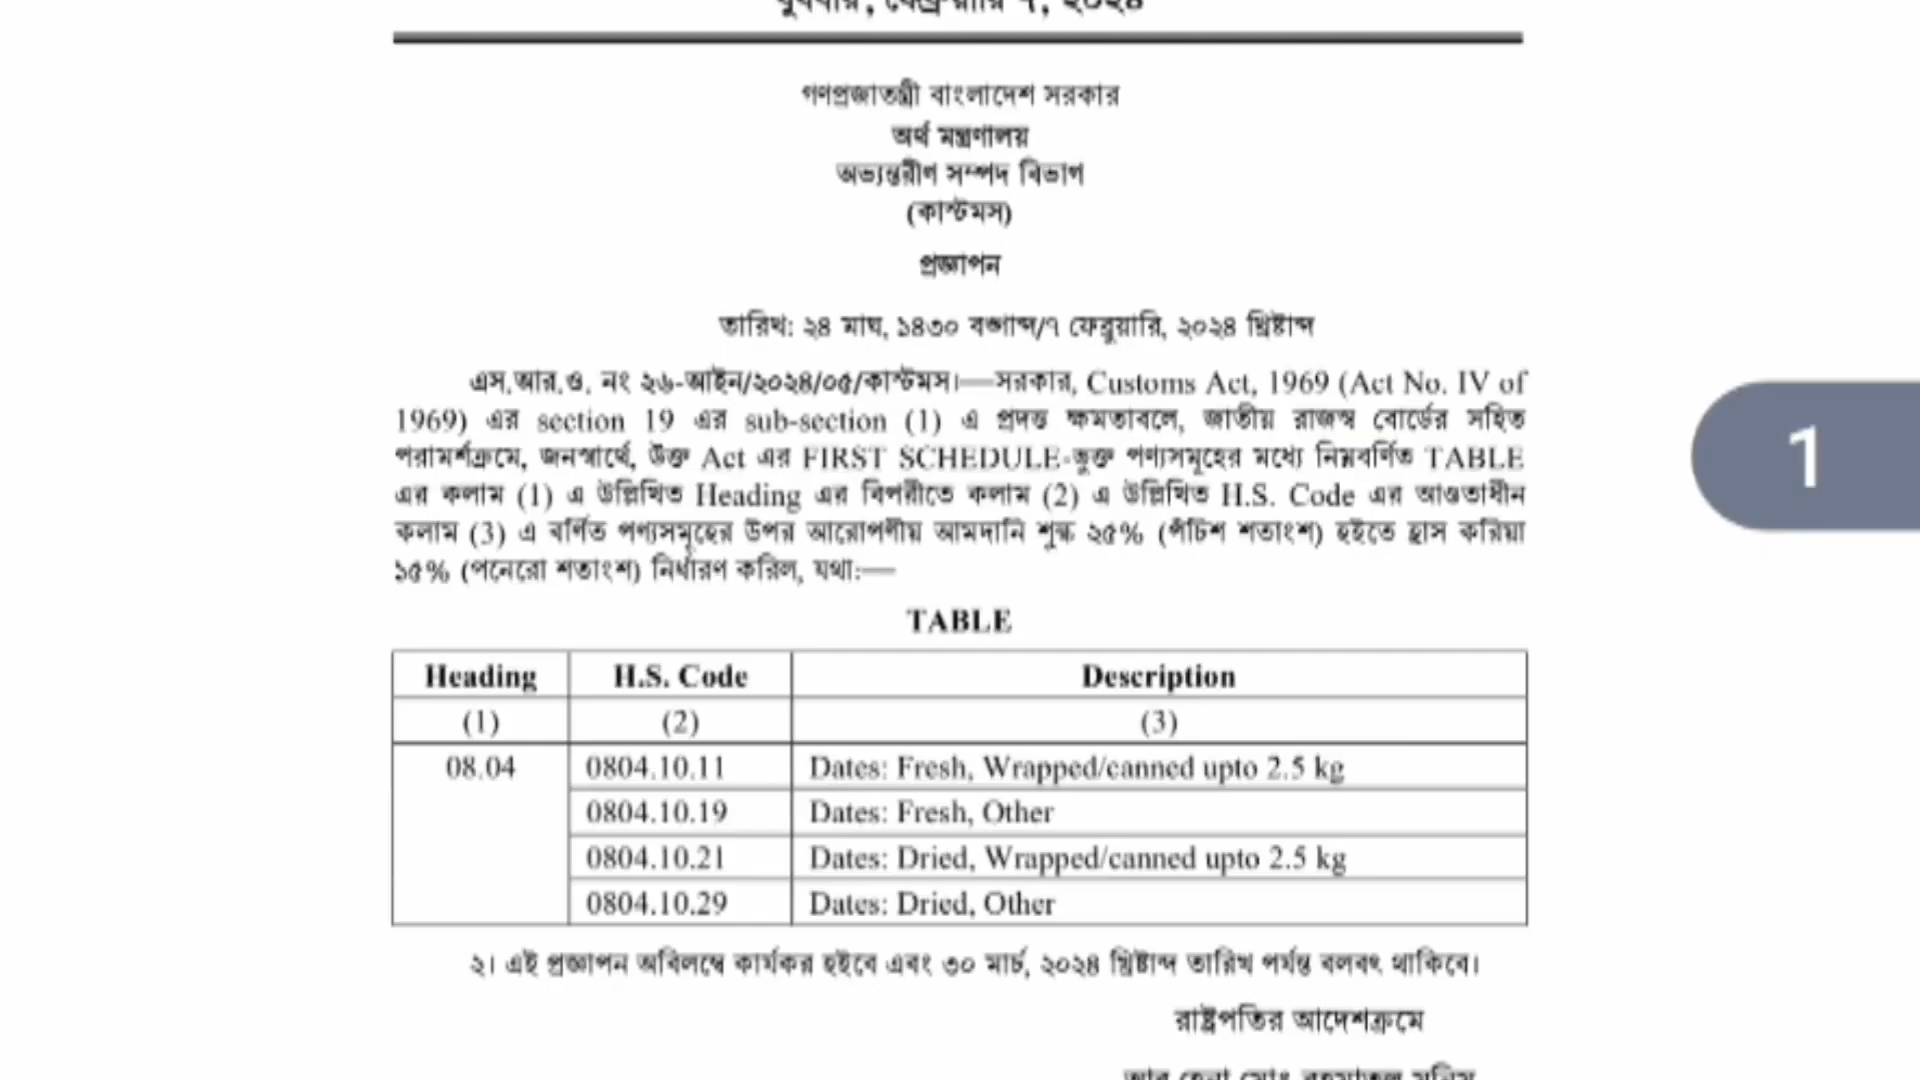 বুধবার, ফেব্রুয়ারি ৭, ২০২৪
গণপ্রজাতন্ত্রী বাংলাদেশ সরকার
অর্থ মন্ত্রণালয়
অভ্যন্তরীণ সম্পদ বিভাগ
(কাস্টমস)
প্রজ্ঞাপন
তারিখ: ২৪ মাঘ, ১৪৩০ বঙ্গাব্দ/৭ ফেব্রুয়ারি, ২০২৪ খ্রিষ্টাব্দ
এস.আর.ও. নং ২৬-আইন/২০২৪/০৫/কাস্টমস।—সরকার, Customs Act, 1969 (Act No. IV of
1969) এর section 19 এর sub-section (1) এ প্রদত্ত ক্ষমতাবলে, জাতীয় রাজস্ব বোর্ডের সহিত
পরামর্শক্রমে, জনস্বার্থে, উক্ত Act এর FIRST SCHEDULE-ভুক্ত পণ্যসমূহের মধ্যে নিম্নবর্ণিত TABLE
এর কলাম (1) এ উল্লিখিত Heading এর বিপরীতে কলাম (2) এ উল্লিখিত H.S. Code এর আওতাধীন
কলাম (3) এ বর্ণিত পণ্যসমূহের উপর আরোপণীয় আমদানি শুল্ক ২৫% (পঁচিশ শতাংশ) হইতে হ্রাস করিয়া
১৫% (পনেরো শতাংশ) নির্ধারণ করিল, যথা:—
TABLE
Heading H.S. Code Description
(1) (2) (3)
08.04 0804.10.11 Dates: Fresh, Wrapped/canned upto 2.5 kg
0804.10.19 Dates: Fresh, Other
0804.10.21 Dates: Dried, Wrapped/canned upto 2.5 kg
0804.10.29 Dates: Dried, Other
২। এই প্রজ্ঞাপন অবিলম্বে কার্যকর হইবে এবং ৩০ মার্চ, ২০২৪ খ্রিষ্টাব্দ তারিখ পর্যন্ত বলবৎ থাকিবে।
রাষ্ট্রপতির আদেশক্রমে
আবু হেনা মোঃ রহমাতুল মুনিম
1